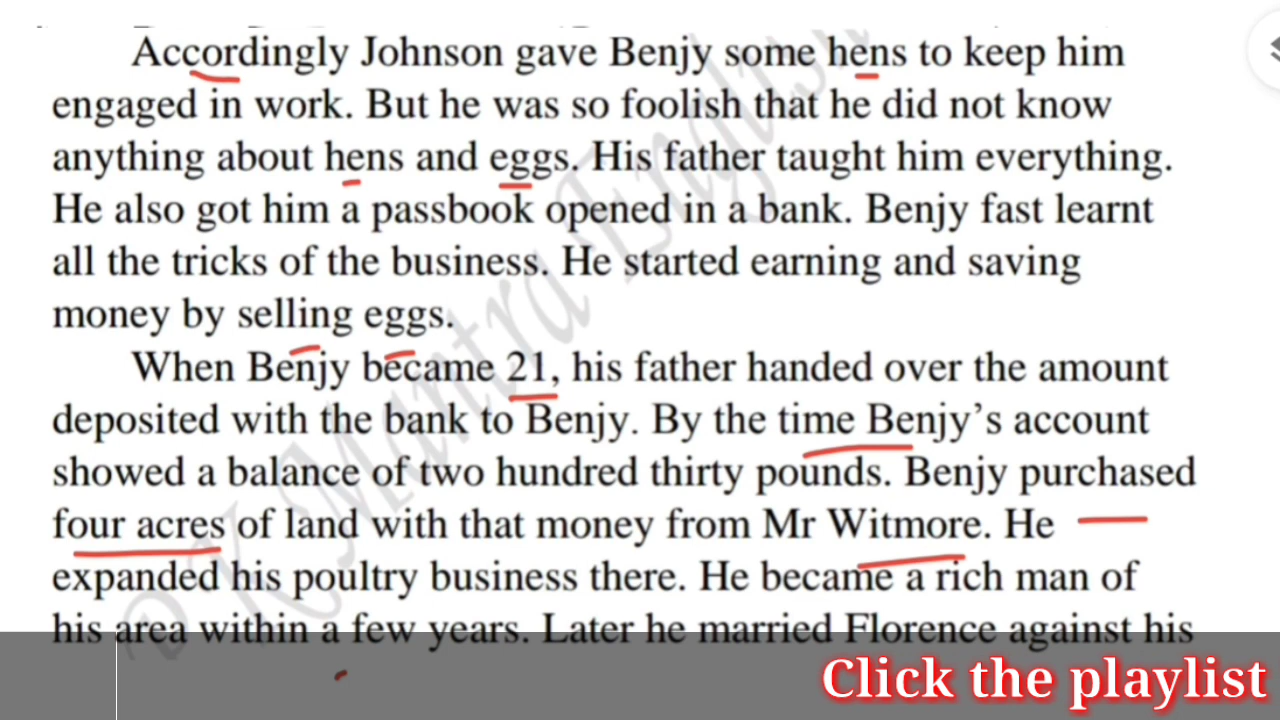 Accordingly Johnson gave Benjy some hens to keep him
engaged in work. But he was so foolish that he did not know
anything about hens and eggs. His father taught him everything.
He also got him a passbook opened in a bank. Benjy fast learnt
all the tricks of the business. He started earning and saving
money by selling eggs.
When Benjy became 21, his father handed over the amount
deposited with the bank to Benjy. By the time Benjy’s account
showed a balance of two hundred thirty pounds. Benjy purchased
four acres of land with that money from Mr Witmore. He
expanded his poultry business there. He became a rich man of
his area within a few years. Later he married Florence against his
Click the playlist
K Mantra English